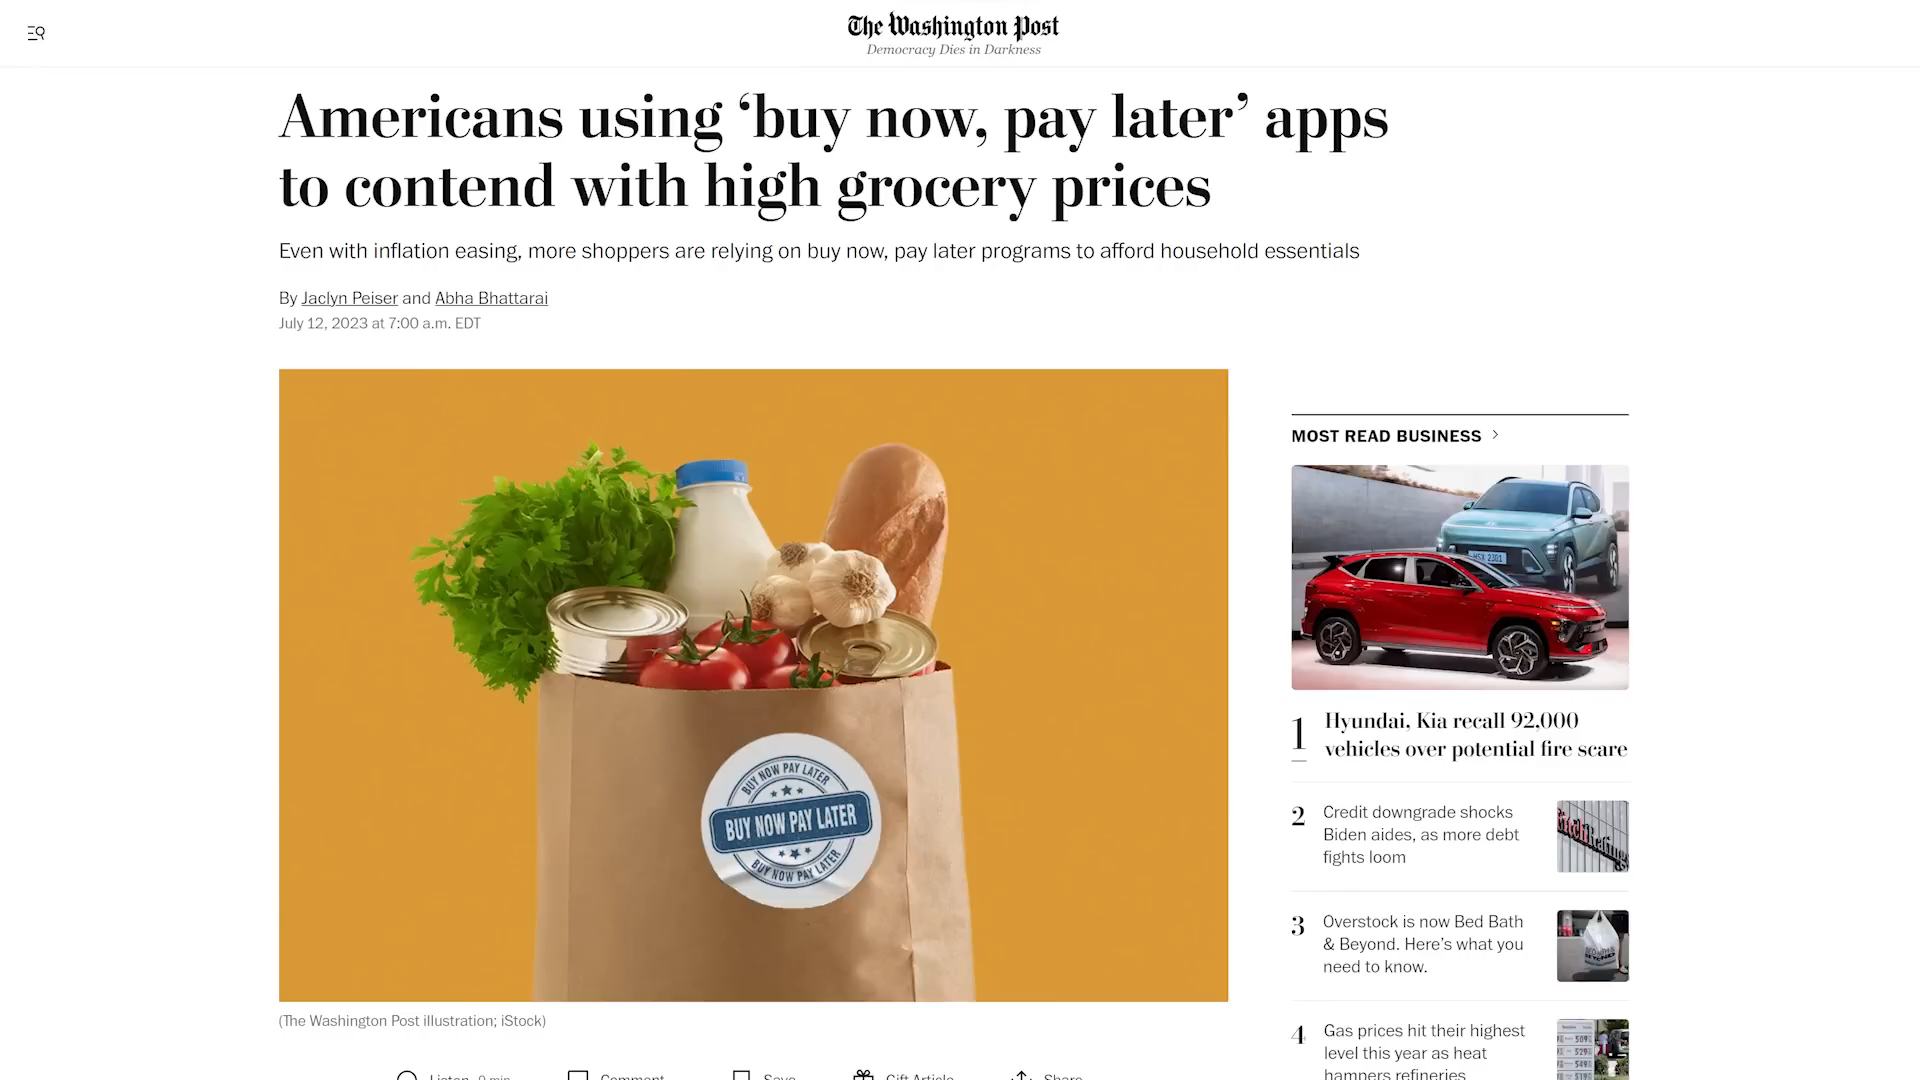 The Washington Post
Democracy Dies in Darkness
Americans using ‘buy now, pay later’ apps
to contend with high grocery prices
Even with inflation easing, more shoppers are relying on buy now, pay later programs to afford household essentials
By Jaclyn Peiser and Abha Bhattarai
July 12, 2023 at 7:00 a.m. EDT
BUY NOW PAY LATER
BUY NOW PAY LATER
BUY NOW PAY LATER
(The Washington Post illustration; iStock)
Listen
Comment
Save
Gift Article
Share
MOST READ BUSINESS
1
Hyundai, Kia recall 92,000
vehicles over potential fire scare
2
Credit downgrade shocks
Biden aides, as more debt
fights loom
3
Overstock is now Bed Bath
& Beyond. Here’s what you
need to know.
4
Gas prices hit their highest
level this year as heat
hampers refineries